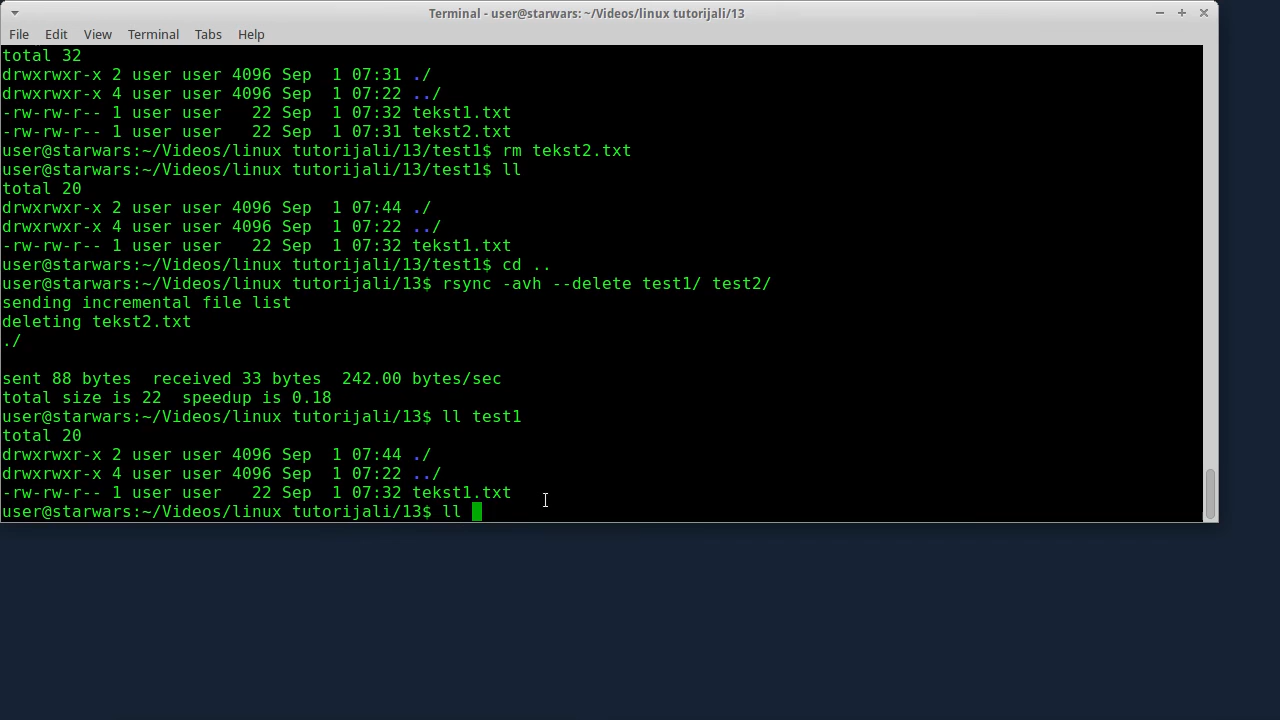 Terminal - user@starwars: ~/Videos/linux tutorijali/13
File Edit View Terminal Tabs Help
total 32
drwxrwxr-x 2 user user 4096 Sep  1 07:31 ./
drwxrwxr-x 4 user user 4096 Sep  1 07:22 ../
-rw-rw-r-- 1 user user   22 Sep  1 07:32 tekst1.txt
-rw-rw-r-- 1 user user   22 Sep  1 07:31 tekst2.txt
user@starwars:~/Videos/linux tutorijali/13/test1$ rm tekst2.txt
user@starwars:~/Videos/linux tutorijali/13/test1$ ll
total 20
drwxrwxr-x 2 user user 4096 Sep  1 07:44 ./
drwxrwxr-x 4 user user 4096 Sep  1 07:22 ../
-rw-rw-r-- 1 user user   22 Sep  1 07:32 tekst1.txt
user@starwars:~/Videos/linux tutorijali/13/test1$ cd ..
user@starwars:~/Videos/linux tutorijali/13$ rsync -avh --delete test1/ test2/
sending incremental file list
deleting tekst2.txt
./
sent 88 bytes  received 33 bytes  242.00 bytes/sec
total size is 22  speedup is 0.18
user@starwars:~/Videos/linux tutorijali/13$ ll test1
total 20
drwxrwxr-x 2 user user 4096 Sep  1 07:44 ./
drwxrwxr-x 4 user user 4096 Sep  1 07:22 ../
-rw-rw-r-- 1 user user   22 Sep  1 07:32 tekst1.txt
user@starwars:~/Videos/linux tutorijali/13$ ll